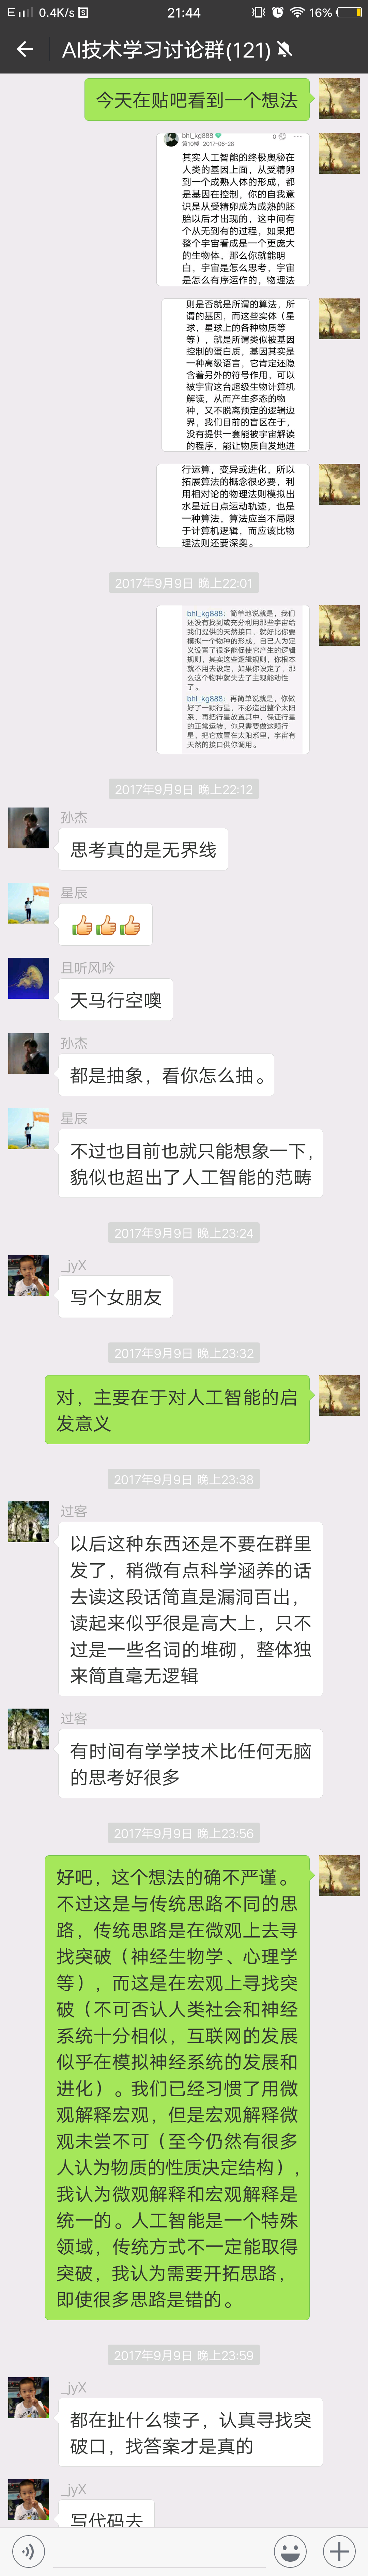 E 0.4K/s
21:44
16%
AI技术学习讨论群(121)
今天在贴吧看到一个想法
bhl_kg888
第10楼 2017-06-26
其实人工智能的终极奥秘在
人类的基因上面，从受精卵
到一个成熟人体的形成，都
是基因在控制，你的自我意
识是从受精卵成为成熟的胚
胎以后才出现的，这中间有
个从无到有的过程，如果把
整个宇宙看成是一个更庞大
的生物体，那么你就能明
白，宇宙是怎么思考，宇宙
是怎么有序运作的，物理法
则是否就是所谓的算法，所
谓的基因，而这些实体（星
球，星球上的各种物质等
等），就是所谓类似被基因
控制的蛋白质，基因其实是
一种高级语言，它肯定还隐
含着另外的符号作用，可以
被宇宙这台超级生物计算机
解读，从而产生多态的物
种，又不脱离预定的逻辑边
界，我们目前的盲区在于，
没有提供一套能被宇宙解读
的程序，能让物质自发地进
行运算，变异或进化，所以
拓展算法的概念很必要，利
用相对论的物理法则模拟出
水星近日点运动轨迹，也是
一种算法，算法应当不局限
于计算机逻辑，而应该比物
理法则还要深奥。
2017年9月9日 晚上22:01
bhl_kg888：简单地说就是，我们
还没有找到或充分利用那些宇宙给
我们提供的天然接口，就好比你要
模拟一个物种的形成，自己人为定
义设置了很多能促使它产生的逻辑
规则，其实这些逻辑规则，你根本
就不用去设定，如果你设定了，那
么这个物种就失去了主观能动性
了。
bhl_kg888：再简单说就是，你做
好了一颗行星，不必造出整个太阳
系，再把行星放置其中，保证行星
的正常运转，你只需要做这颗行
星，把它放置在太阳系里，宇宙有
天然的接口供你调用。
2017年9月9日 晚上22:12
孙杰
思考真的是无界线
星辰
且听风吟
天马行空噢
孙杰
都是抽象，看你怎么抽。
星辰
不过也目前也就只能想象一下，
貌似也超出了人工智能的范畴
2017年9月9日 晚上23:24
_jyX
写个女朋友
2017年9月9日 晚上23:32
对，主要在于对人工智能的启
发意义
2017年9月9日 晚上23:38
过客
以后这种东西还是不要在群里
发了，稍微有点科学涵养的话
去读这段话简直是漏洞百出，
读起来似乎很是高大上，只不
过是一些名词的堆砌，整体独
来简直毫无逻辑
过客
有时间有学学技术比任何无脑
的思考好很多
2017年9月9日 晚上23:56
好吧，这个想法的确不严谨。
不过这是与传统思路不同的思
路，传统思路是在微观上去寻
找突破（神经生物学、心理学
等），而这是在宏观上寻找突
破（不可否认人类社会和神经
系统十分相似，互联网的发展
似乎在模拟神经系统的发展和
进化）。我们已经习惯了用微
观解释宏观，但是宏观解释微
观未尝不可（至今仍然有很多
人认为物质的性质决定结构），
我认为微观解释和宏观解释是
统一的。人工智能是一个特殊
领域，传统方式不一定能取得
突破，我认为需要开拓思路，
即使很多思路是错的。
2017年9月9日 晚上23:59
_jyX
都在扯什么犊子，认真寻找突
破口，找答案才是真的
_jyX
写代码去